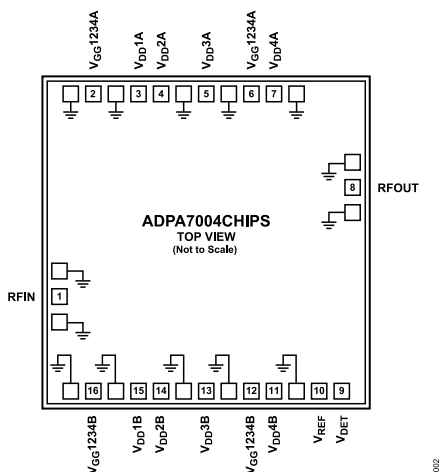 VGG1234A
VDD1A
VDD2A
VDD3A
VGG1234A
VDD4A
2 3 4 5 6 7
8
RFOUT
ADPA7004CHIPS
TOP VIEW
(Not to Scale)
RFIN
1
16 15 14 13 12 11 10 9
VGG1234B
VDD1B
VDD2B
VDD3B
VGG1234B
VDD4B
VREF
VDET
002